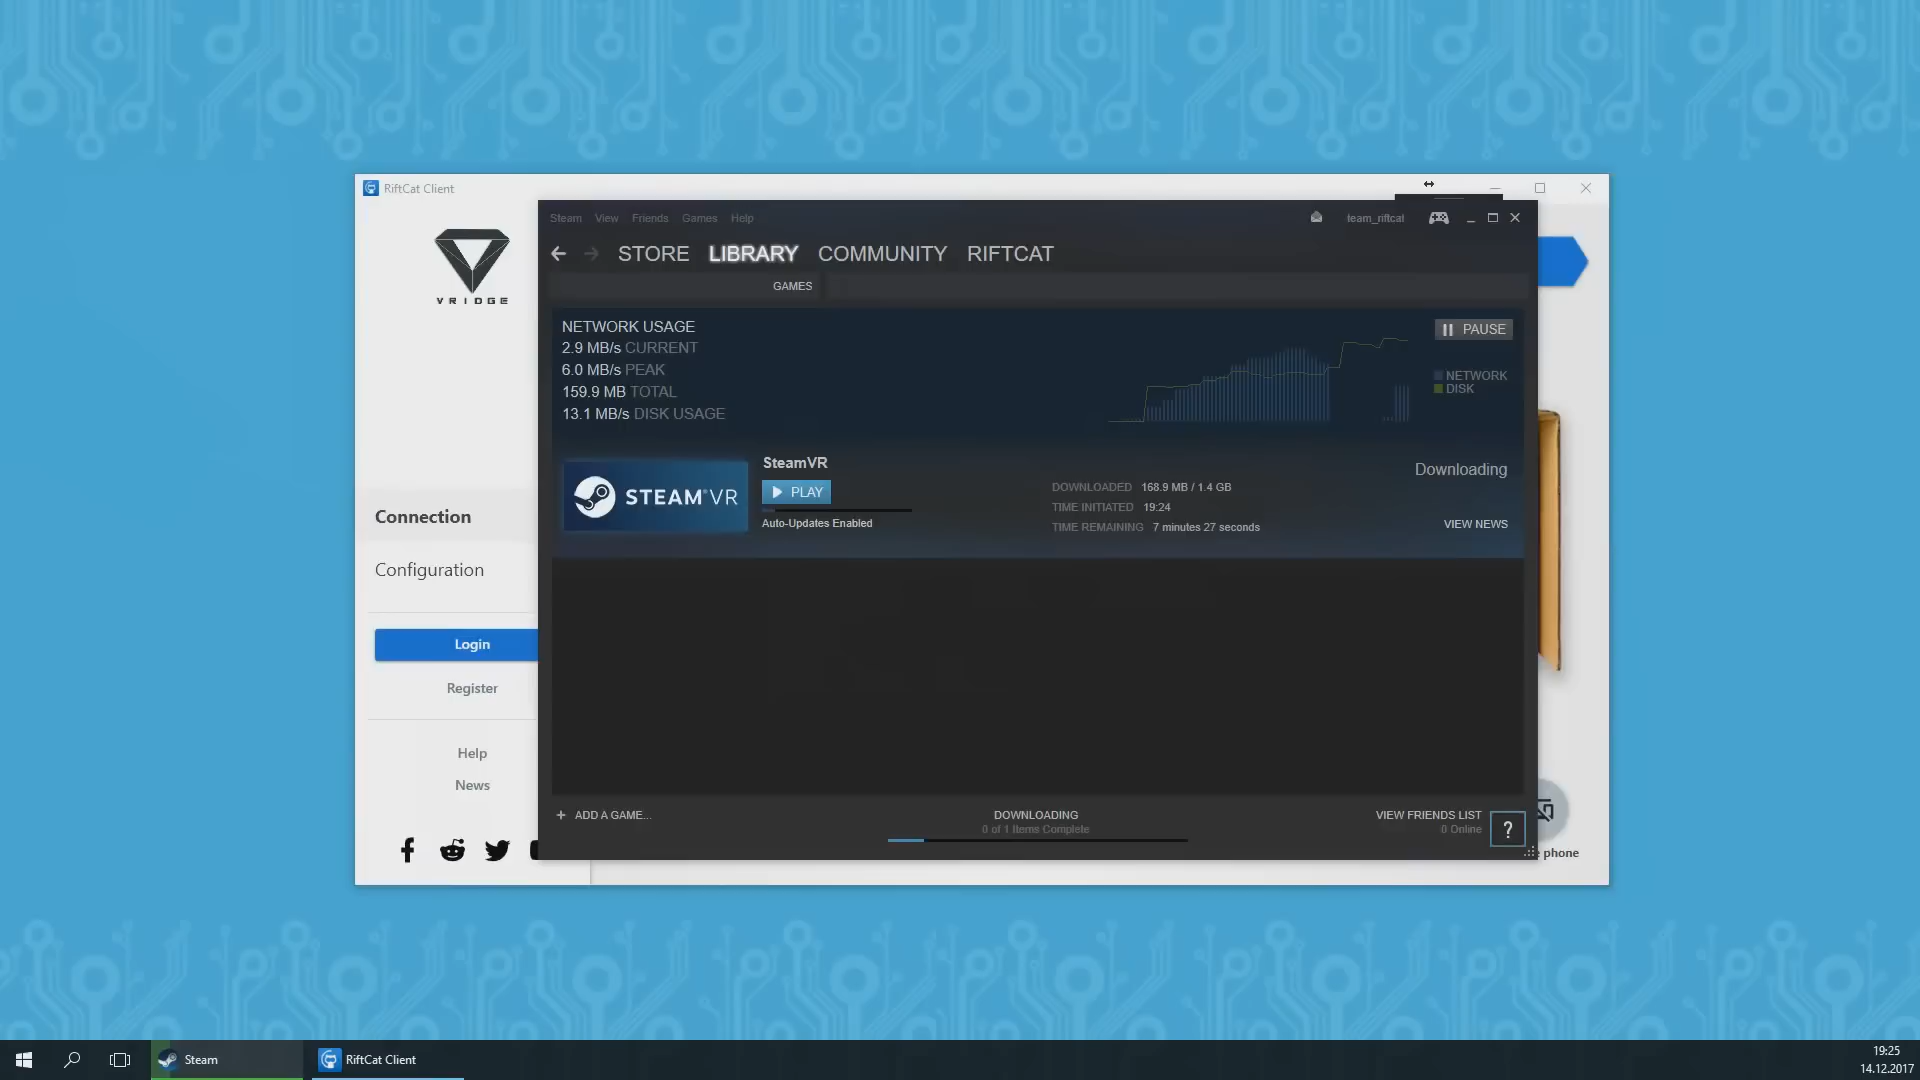 RiftCat Client
VRIDGE
Connection
Configuration
Login
Register
Help
News
Steam View Friends Games Help
team_riftcat
STORE LIBRARY COMMUNITY RIFTCAT
GAMES
NETWORK USAGE
2.9 MB/s CURRENT
6.0 MB/s PEAK
159.9 MB TOTAL
13.1 MB/s DISK USAGE
PAUSE
NETWORK
DISK
STEAM®VR
SteamVR
PLAY
Auto-Updates Enabled
DOWNLOADED 168.9 MB / 1.4 GB
TIME INITIATED 19:24
TIME REMAINING 7 minutes 27 seconds
Downloading
VIEW NEWS
+ ADD A GAME...
DOWNLOADING
0 of 1 Items Complete
VIEW FRIENDS LIST
0 Online
?
phone
Steam
RiftCat Client
19:25
14.12.2017